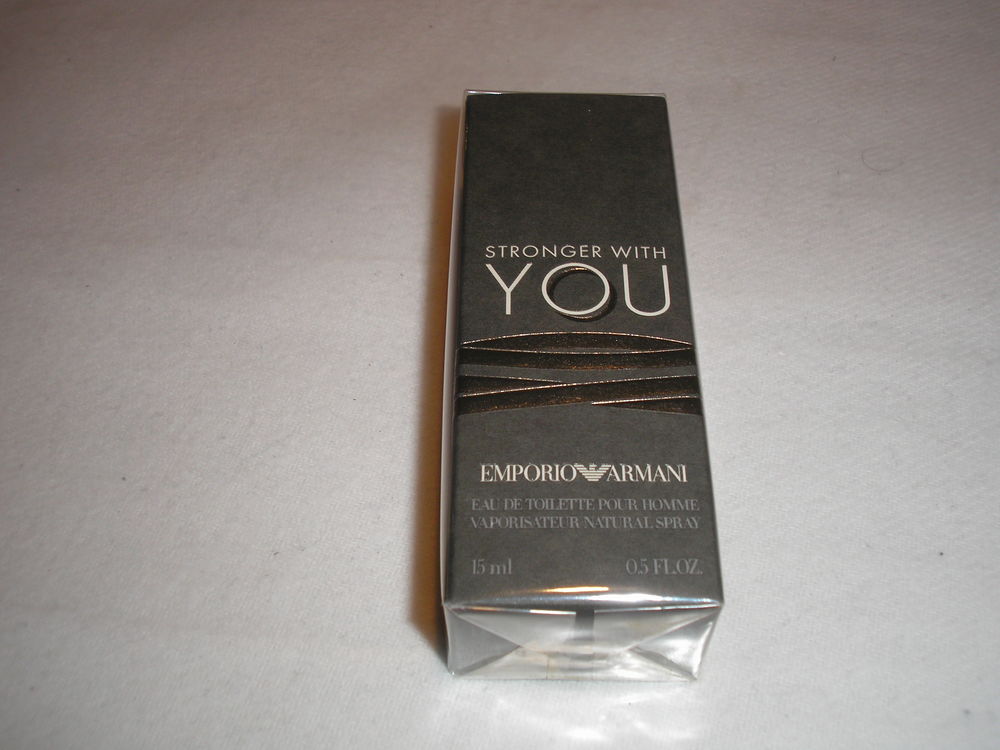 STRONGER WITH
YOU
EMPORIO ARMANI
EAU DE TOILETTE POUR HOMME
VAPORISATEUR NATURAL SPRAY
15 ml 0.5 FL.OZ.